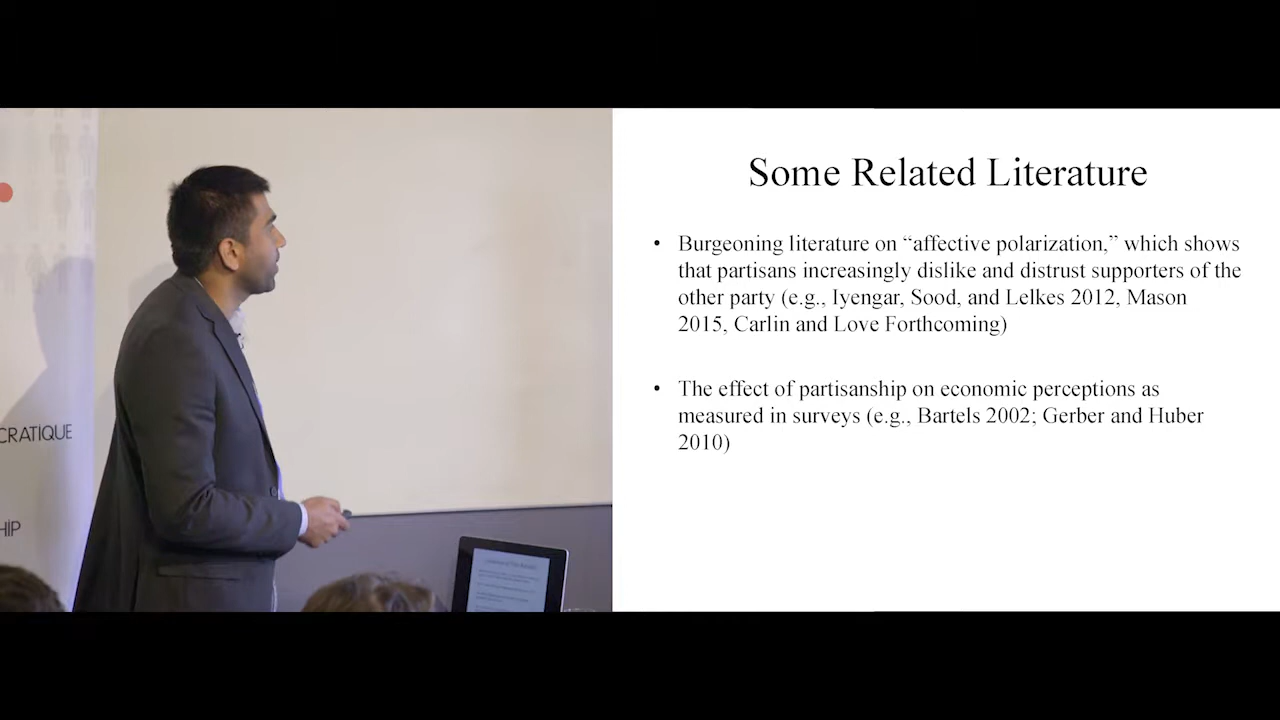 Some Related Literature
• Burgeoning literature on “affective polarization,” which shows
that partisans increasingly dislike and distrust supporters of the
other party (e.g., Iyengar, Sood, and Lelkes 2012, Mason
2015, Carlin and Love Forthcoming)
• The effect of partisanship on economic perceptions as
measured in surveys (e.g., Bartels 2002; Gerber and Huber
2010)
CRATIQUE
HIP